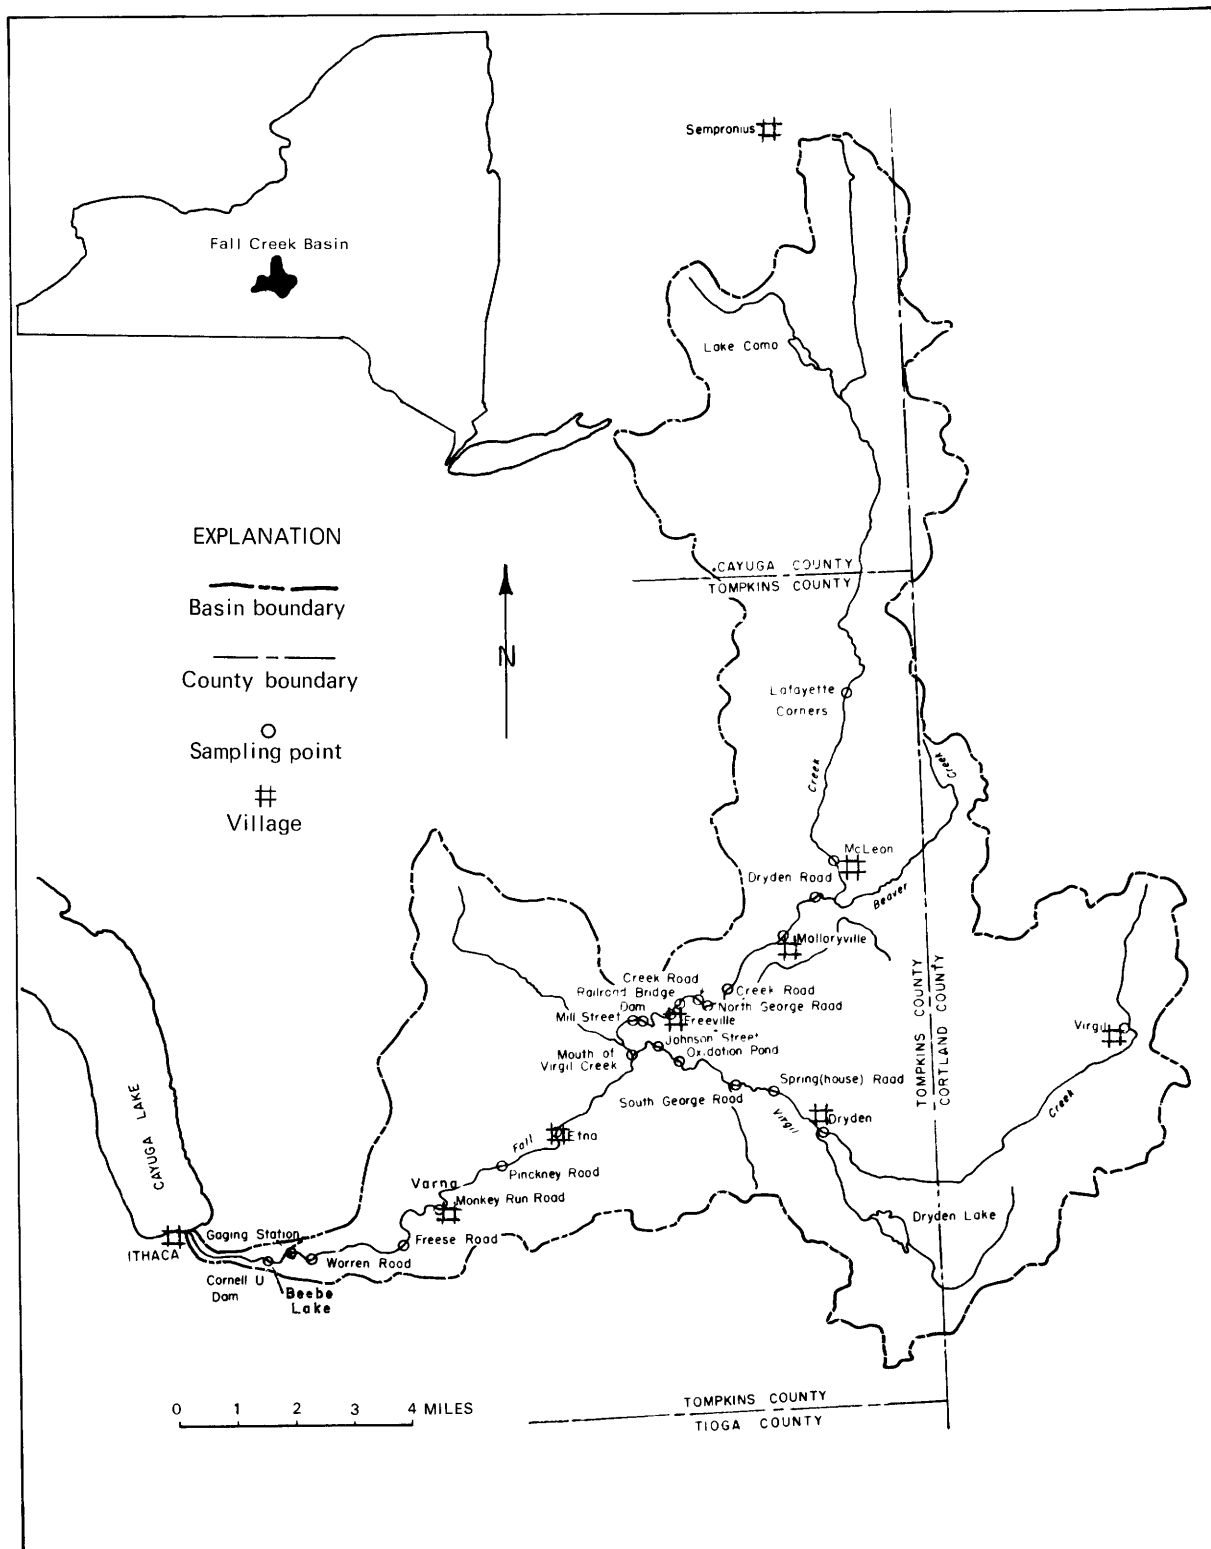 Sempronius
Fall Creek Basin
Lake Como
EXPLANATION
Basin boundary
County boundary
Sampling point
Village
N
CAYUGA COUNTY
TOMPKINS COUNTY
Lafayette
Corners
Creek
Creek
McLean
Dryden Road
Beaver
Malloryville
Creek Road
Railroad Bridge
Dam
Mill Street
Creek Road
North George Road
Freeville
Johnson Street
Oxidation Pond
Mouth of
Virgil Creek
South George Road
Spring(house) Road
Virgil
Dryden
TOMPKINS COUNTY
CORTLAND COUNTY
Virgil
Creek
CAYUGA LAKE
Fall
Etna
Pinckney Road
Varna
Monkey Run Road
Freese Road
Dryden Lake
Gaging Station
ITHACA
Warren Road
Cornell U
Dam
Beebe
Lake
0 1 2 3 4 MILES
TOMPKINS COUNTY
TIOGA COUNTY